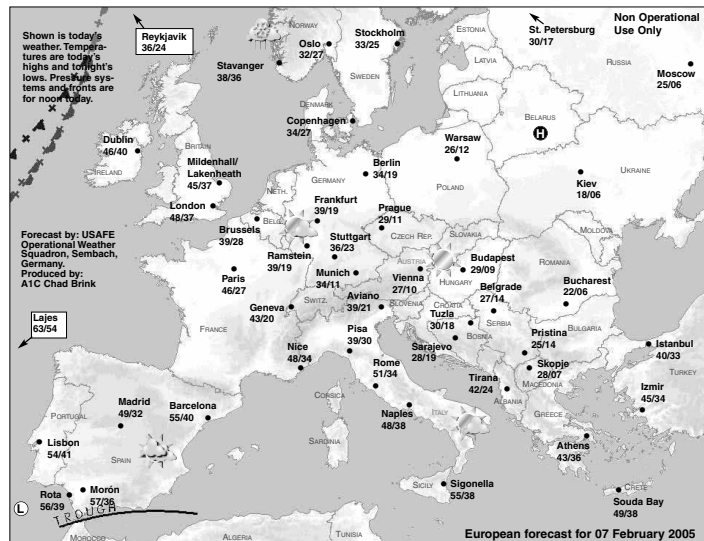 Shown is today's
weather. Tempera-
tures are today's
highs and tonight's
lows. Pressure sys-
tems and fronts are
for noon today.
Reykjavik
36/24
NORWAY
Oslo
32/27
Stockholm
33/25
Stavanger
38/36
SWEDEN
ESTONIA
LATVIA
LITHUANIA
St. Petersburg
30/17
Non Operational
Use Only
RUSSIA
Moscow
25/06
BELARUS
H
DENMARK
Copenhagen
34/27
Dublin
46/40
IRELAND
BRITAIN
Mildenhall/
Lakenheath
45/37
London
48/37
NETH.
GERMANY
Berlin
34/19
Warsaw
26/12
POLAND
UKRAINE
Kiev
18/06
Brussels
39/28
BELG.
Frankfurt
39/19
Prague
29/11
CZECH REP.
SLOVAKIA
MOLDOVA
Forecast by: USAFE
Operational Weather
Squadron, Sembach,
Germany.
Produced by:
A1C Chad Brink
Ramstein
39/19
Stuttgart
36/23
Munich
34/11
AUSTRIA
Vienna
27/10
Budapest
29/09
HUNGARY
ROMANIA
Bucharest
22/06
Paris
46/27
FRANCE
Geneva
43/20
SWITZ.
Aviano
39/21
SLOVENIA
CROATIA
Belgrade
27/14
Tuzla
30/18
BOSNIA
SERBIA
Sarajevo
28/19
Pristina
25/14
BULGARIA
Lajes
63/54
Nice
48/34
Pisa
39/30
Rome
51/34
Naples
48/38
ITALY
CORSICA
SARDINIA
Skopje
28/07
MACEDONIA
Tirana
42/24
ALBANIA
GREECE
Istanbul
40/33
TURKEY
Izmir
45/34
Athens
43/36
PORTUGAL
Lisbon
54/41
Madrid
49/32
SPAIN
Barcelona
55/40
Rota
56/39
Morón
57/36
L
TROUGH
SICILY
Sigonella
55/38
CRETE
Souda Bay
49/38
MOROCCO
ALGERIA
TUNISIA
European forecast for 07 February 2005